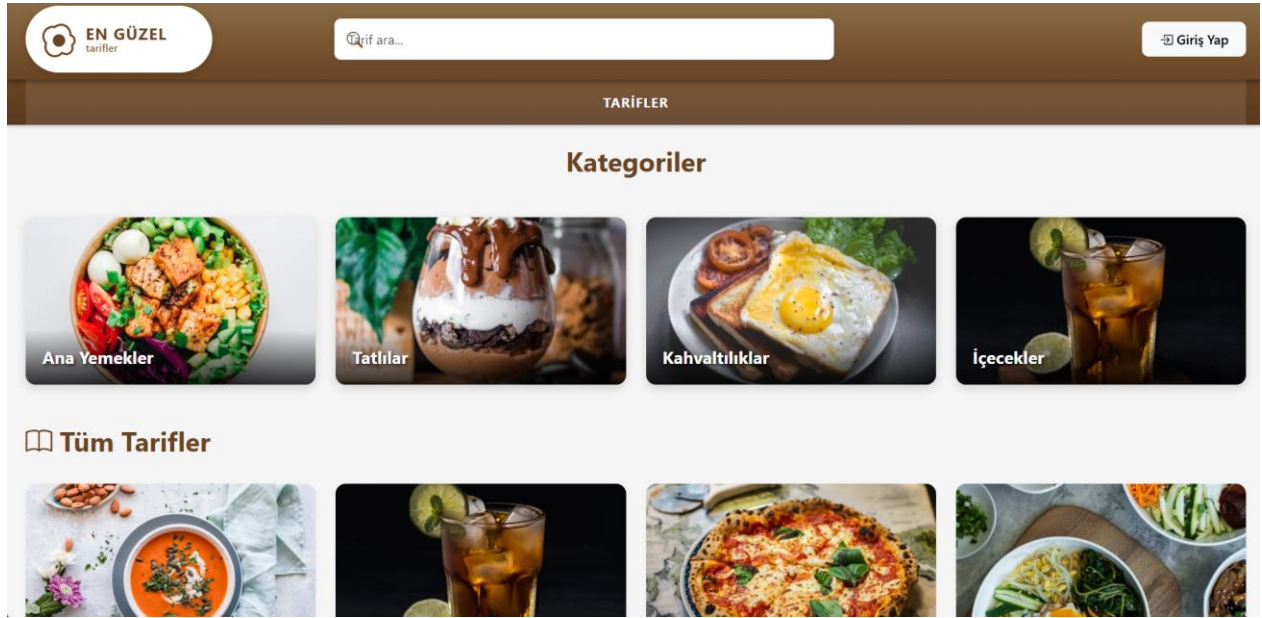 EN GÜZEL
tarifler
Tarif ara...
Giriş Yap
TARİFLER
Kategoriler
Ana Yemekler
Tatlılar
Kahvaltılıklar
İçecekler
Tüm Tarifler